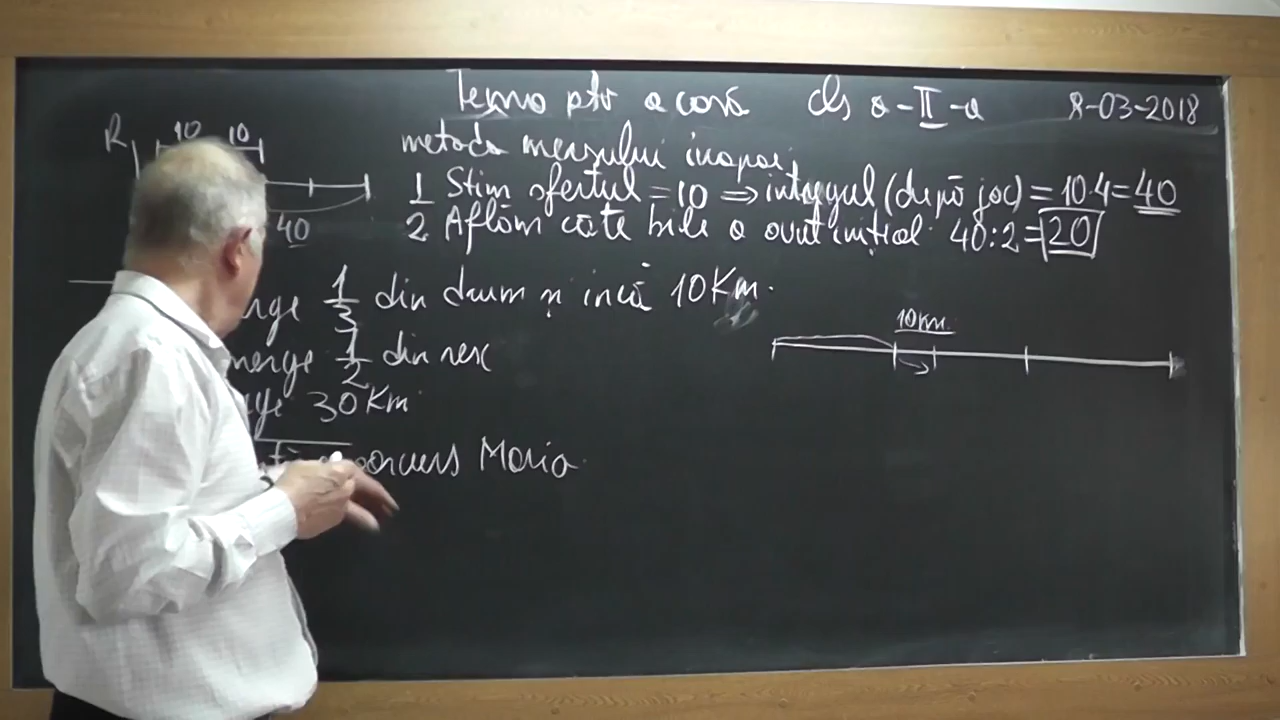 Tema ptr acasă cls a-II-a 8-03-2018
metoda mersului înapoi
R 10 10
40
1 Știm sfertul = 10 ⇒ întregul (după joc) = 10·4 = 40
2 Aflăm câte bile a avut inițial 40:2 = 20
rge 1/3 din drum și încă 10 Km.
10 Km
merge 1/2 din rest
30 Km
parcurs Maria